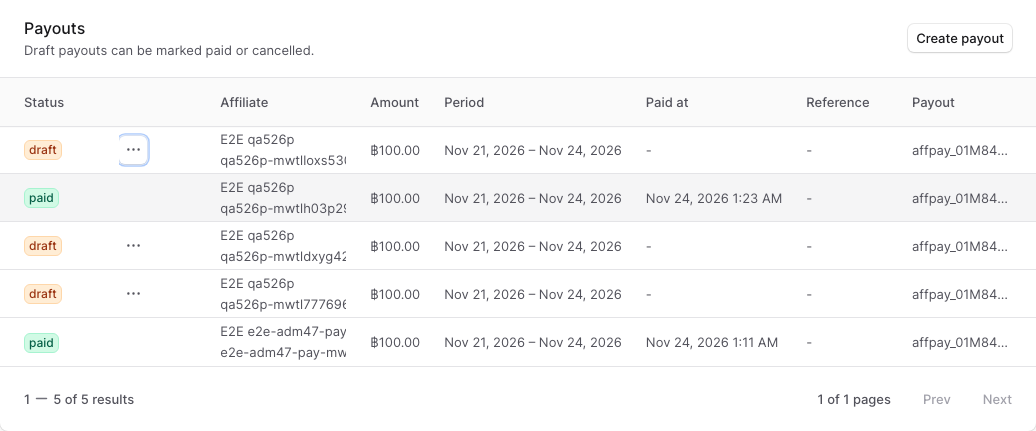 Payouts
Draft payouts can be marked paid or cancelled.
Create payout
Status Affiliate Amount Period Paid at Reference Payout
draft ··· E2E qa526p ฿100.00 Nov 21, 2026 – Nov 24, 2026 - - affpay_01M84...
qa526p-mwtlloxs530
paid E2E qa526p ฿100.00 Nov 21, 2026 – Nov 24, 2026 Nov 24, 2026 1:23 AM - affpay_01M84...
qa526p-mwtlh03p29
draft ··· E2E qa526p ฿100.00 Nov 21, 2026 – Nov 24, 2026 - - affpay_01M84...
qa526p-mwtldxyg42
draft ··· E2E qa526p ฿100.00 Nov 21, 2026 – Nov 24, 2026 - - affpay_01M84...
qa526p-mwtl777696
paid E2E e2e-adm47-pay ฿100.00 Nov 21, 2026 – Nov 24, 2026 Nov 24, 2026 1:11 AM - affpay_01M84...
e2e-adm47-pay-mw
1 — 5 of 5 results
1 of 1 pages Prev Next